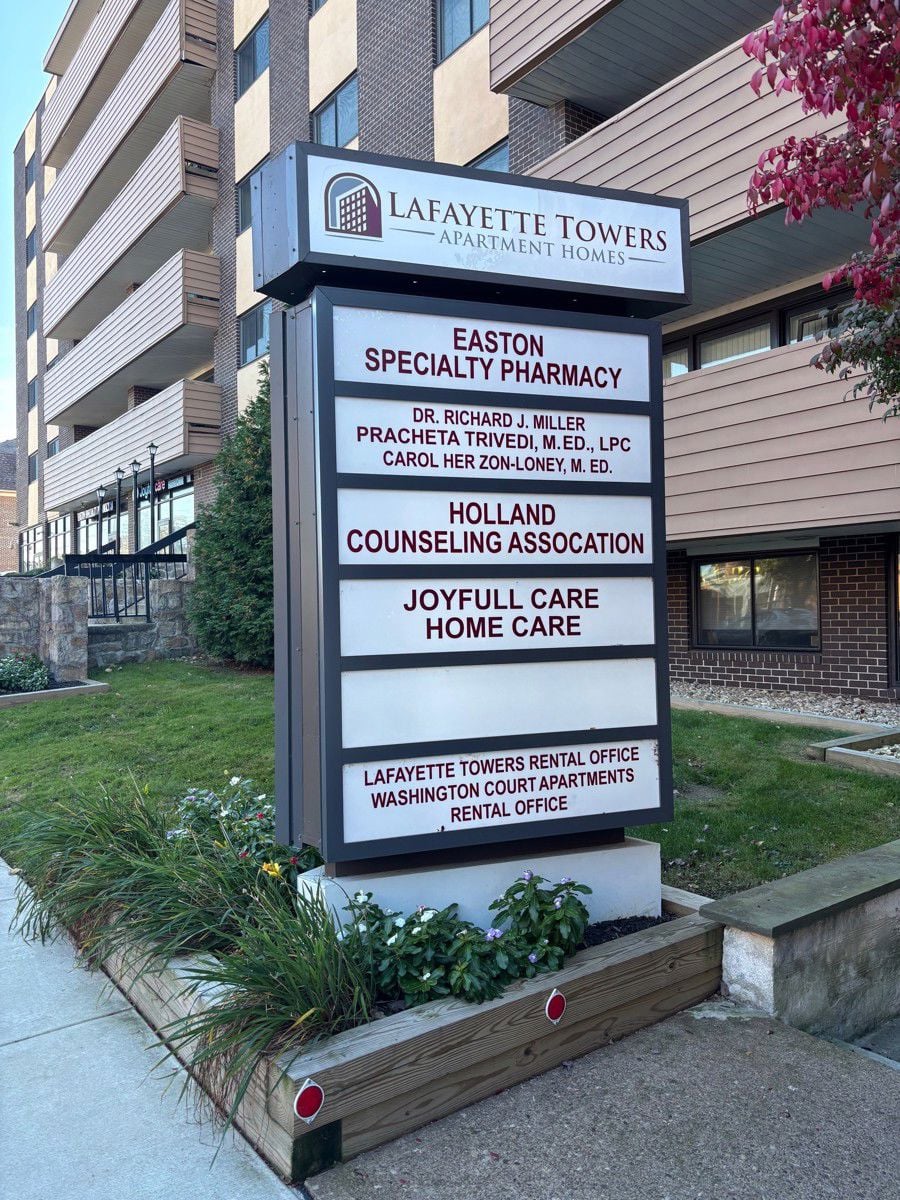 LAFAYETTE TOWERS
APARTMENT HOMES
EASTON
SPECIALTY PHARMACY
DR. RICHARD J. MILLER
PRACHETA TRIVEDI, M.ED., LPC
CAROL HER ZON-LONEY, M. ED.
HOLLAND
COUNSELING ASSOCATION
JOYFULL CARE
HOME CARE
LAFAYETTE TOWERS RENTAL OFFICE
WASHINGTON COURT APARTMENTS
RENTAL OFFICE